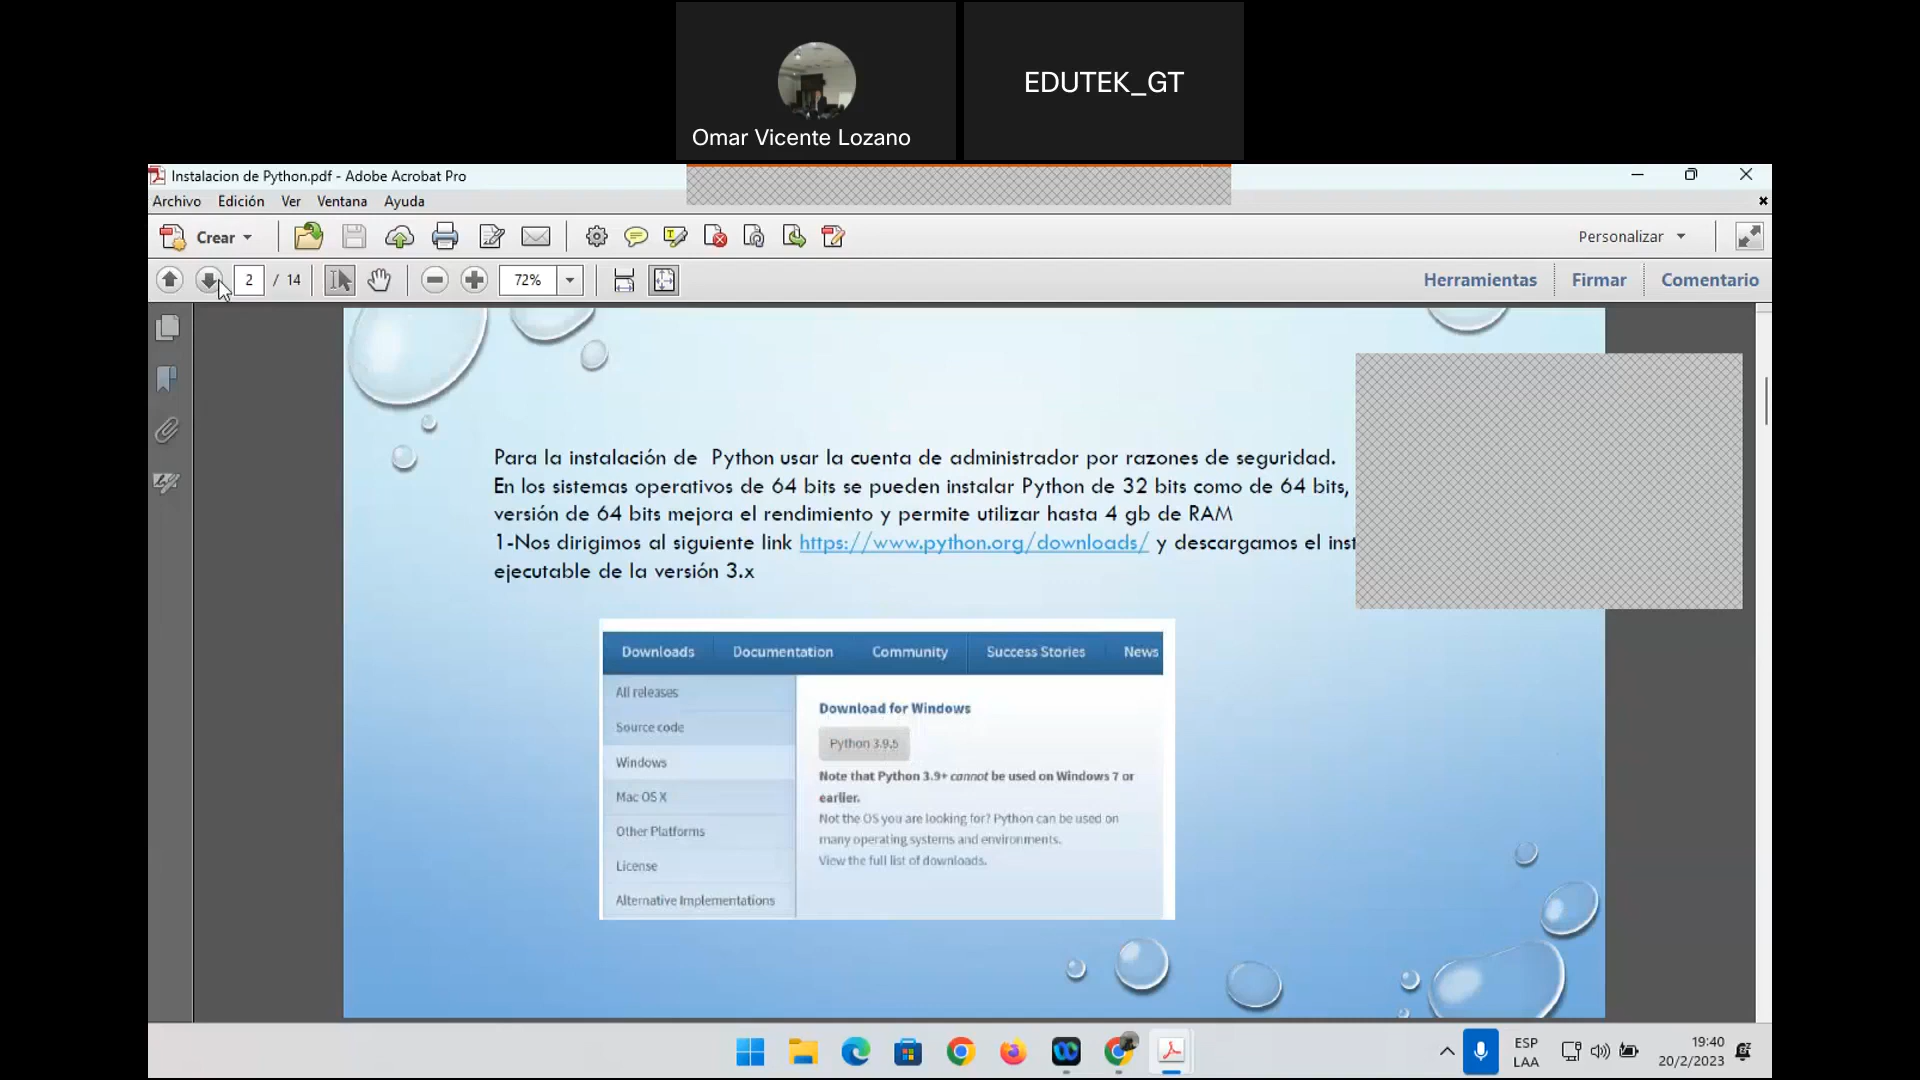 EDUTEK_GT
Omar Vicente Lozano
Instalacion de Python.pdf - Adobe Acrobat Pro
Archivo Edición Ver Ventana Ayuda
Crear
Personalizar
2 / 14
72%
Herramientas Firmar Comentario
Para la instalación de Python usar la cuenta de administrador por razones de seguridad.
En los sistemas operativos de 64 bits se pueden instalar Python de 32 bits como de 64 bits,
versión de 64 bits mejora el rendimiento y permite utilizar hasta 4 gb de RAM
1-Nos dirigimos al siguiente link https://www.python.org/downloads/ y descargamos el inst
ejecutable de la versión 3.x
Downloads Documentation Community Success Stories News
All releases
Source code
Windows
Mac OS X
Other Platforms
License
Alternative Implementations
Download for Windows
Python 3.9.5
Note that Python 3.9+ cannot be used on Windows 7 or
earlier.
Not the OS you are looking for? Python can be used on
many operating systems and environments.
View the full list of downloads.
ESP
LAA
19:40
20/2/2023